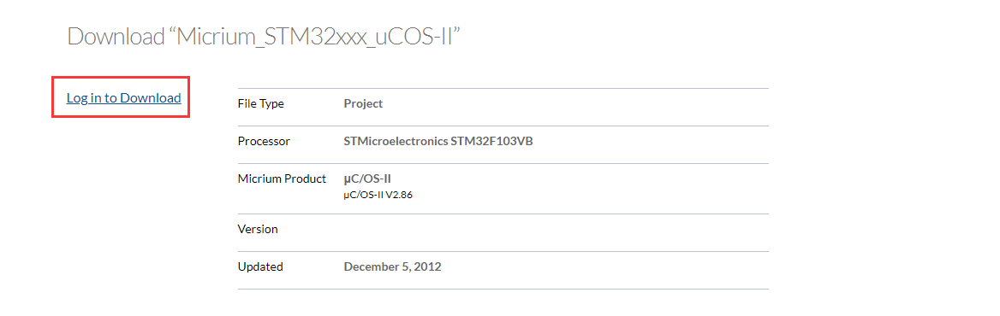 Download “Micrium_STM32xxx_uCOS-II”
Log in to Download
File Type Project
Processor STMicroelectronics STM32F103VB
Micrium Product µC/OS-II
µC/OS-II V2.86
Version
Updated December 5, 2012